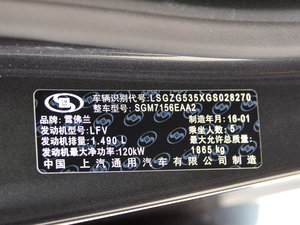 车辆识别代号: LSGZG535XGS028270
整车型号: SGM7156EAA2
品牌: 雪佛兰 制造年月: 16-01
发动机型号: LFV 乘坐人数: 5
发动机排量: 1.490 L 最大允许总质量:
发动机最大净功率: 120kW 1865 kg
中国 上汽通用汽车有限公司